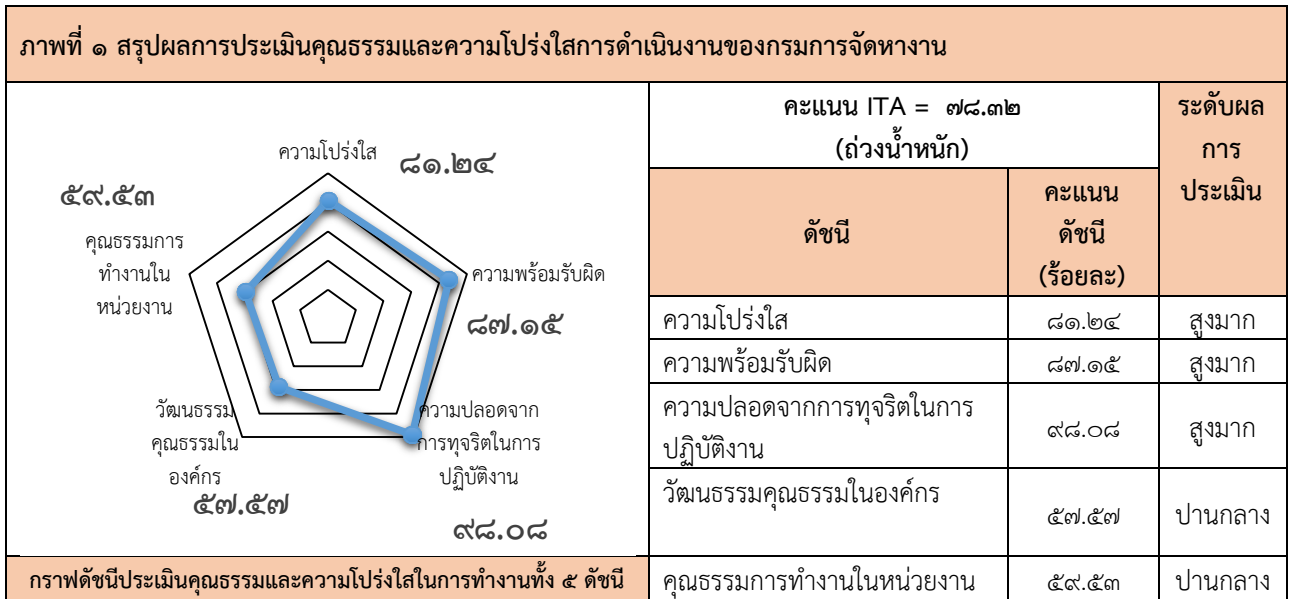 ภาพที่ ๑ สรุปผลการประเมินคุณธรรมและความโปร่งใสการดำเนินงานของกรมการจัดหางาน
ความโปร่งใส
๘๑.๒๔
๕๙.๕๓
คุณธรรมการ
ทำงานใน
หน่วยงาน
ความพร้อมรับผิด
๘๗.๑๕
วัฒนธรรม
คุณธรรมใน
องค์กร
๕๗.๕๗
ความปลอดจาก
การทุจริตในการ
ปฏิบัติงาน
๙๘.๐๘
กราฟดัชนีประเมินคุณธรรมและความโปร่งใสในการทำงานทั้ง ๕ ดัชนี
คะแนน ITA = ๗๘.๓๒
(ถ่วงน้ำหนัก)
ระดับผล
การ
ประเมิน
ดัชนี
คะแนน
ดัชนี
(ร้อยละ)
ความโปร่งใส ๘๑.๒๔ สูงมาก
ความพร้อมรับผิด ๘๗.๑๕ สูงมาก
ความปลอดจากการทุจริตในการ
ปฏิบัติงาน
๙๘.๐๘ สูงมาก
วัฒนธรรมคุณธรรมในองค์กร
๕๗.๕๗ ปานกลาง
คุณธรรมการทำงานในหน่วยงาน ๕๙.๕๓ ปานกลาง